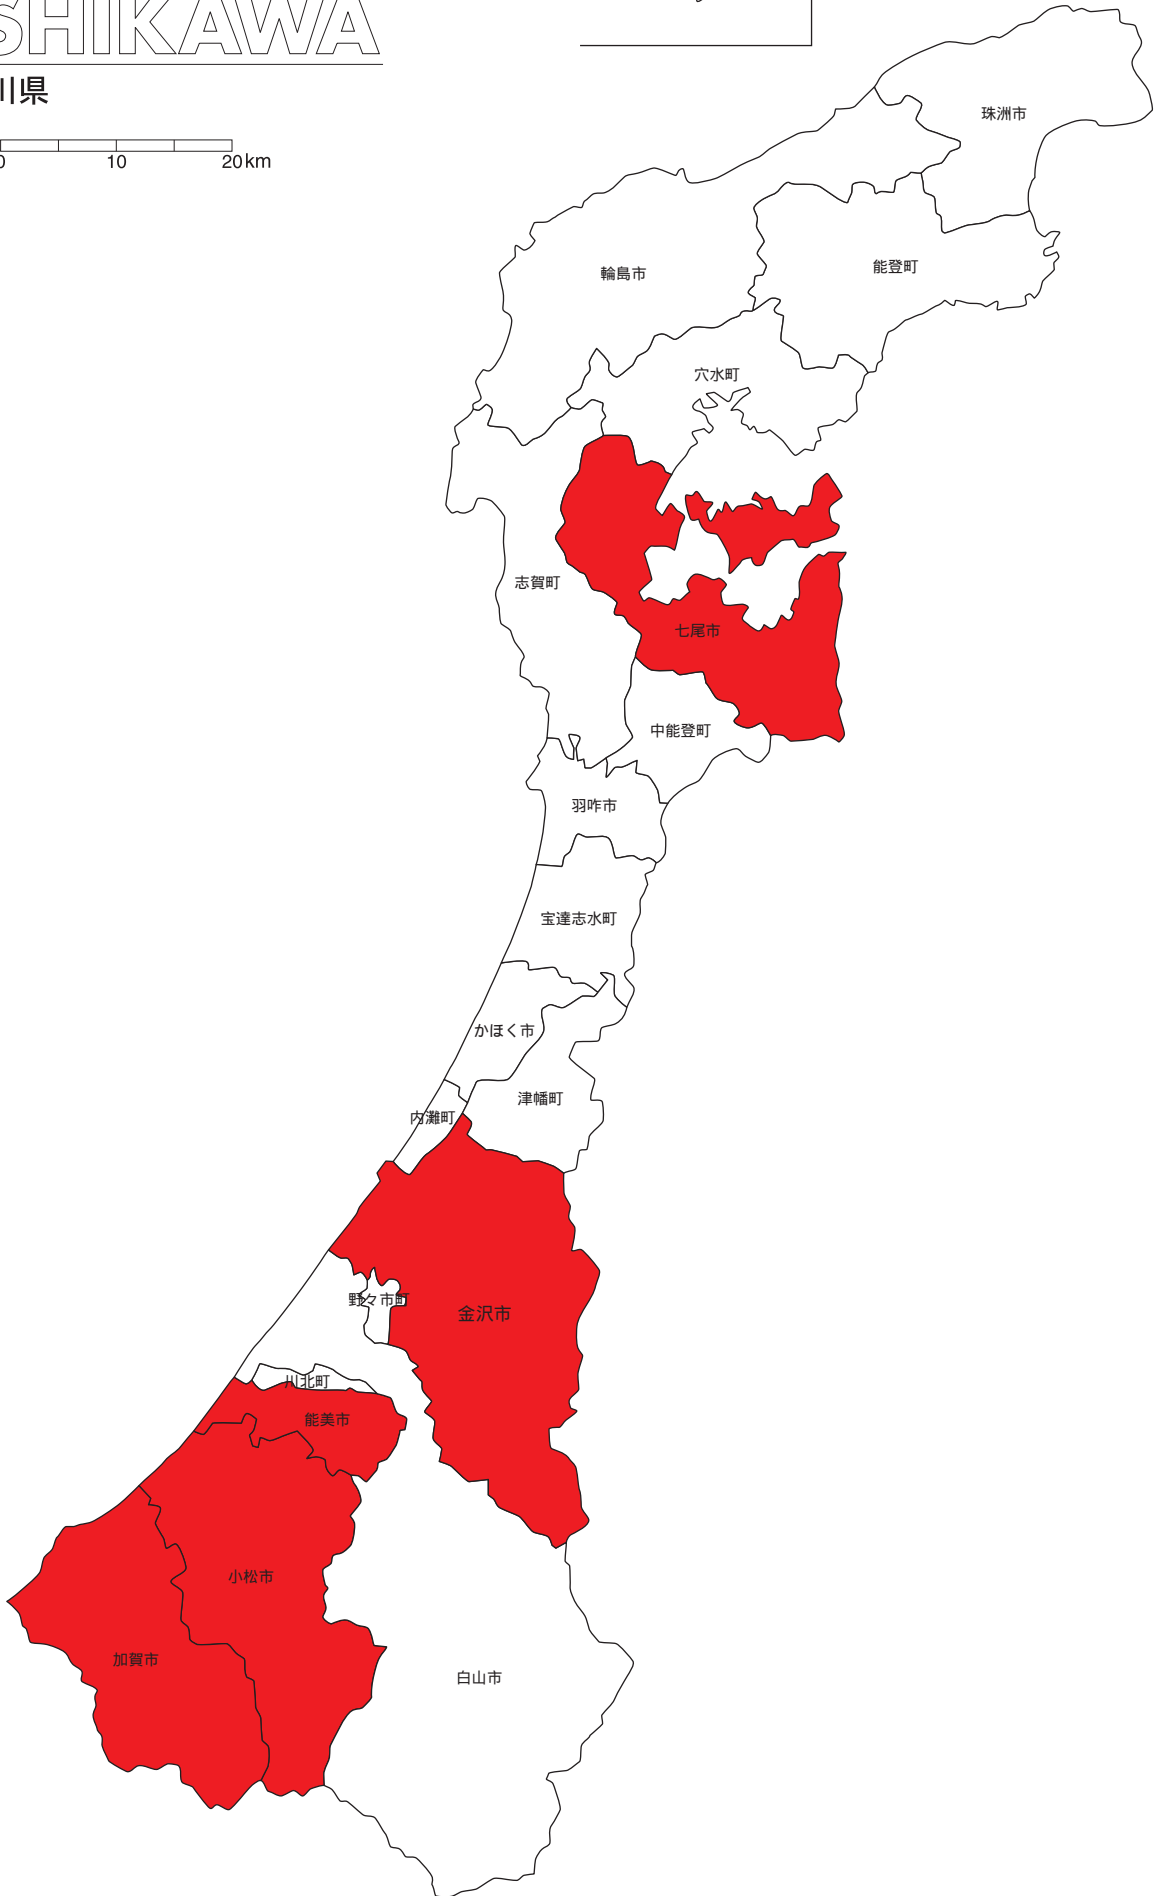 SHIKAWA
川県
0 10 20km
珠洲市
能登町
輪島市
穴水町
志賀町
七尾市
中能登町
羽咋市
宝達志水町
かほく市
津幡町
内灘町
野々市町
金沢市
川北町
能美市
小松市
加賀市
白山市